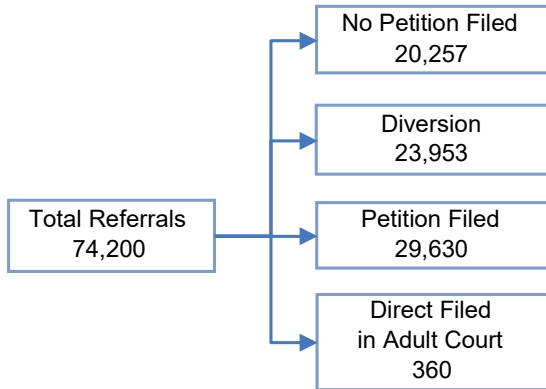 No Petition Filed
20,257
Diversion
23,953
Total Referrals
74,200
Petition Filed
29,630
Direct Filed
in Adult Court
360